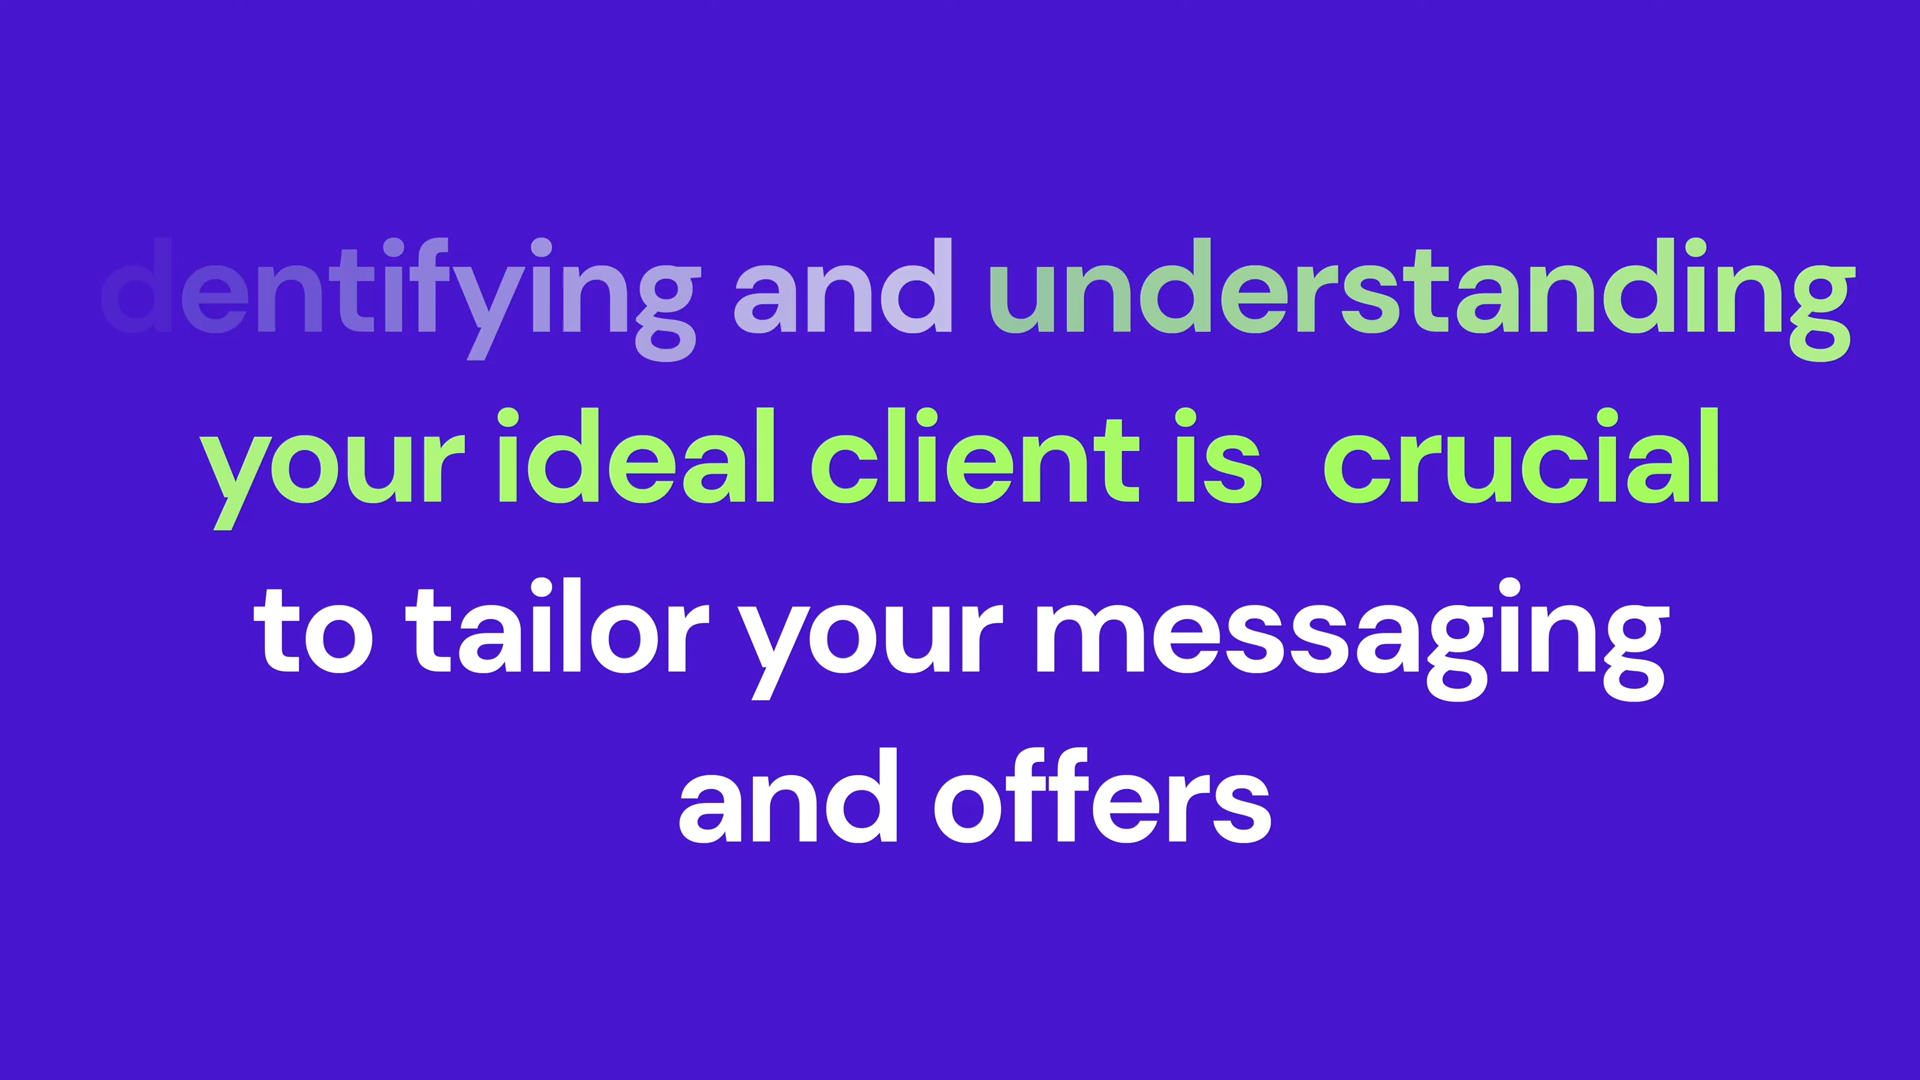 dentifying and understanding
your ideal client is  crucial
to tailor your messaging
and offers